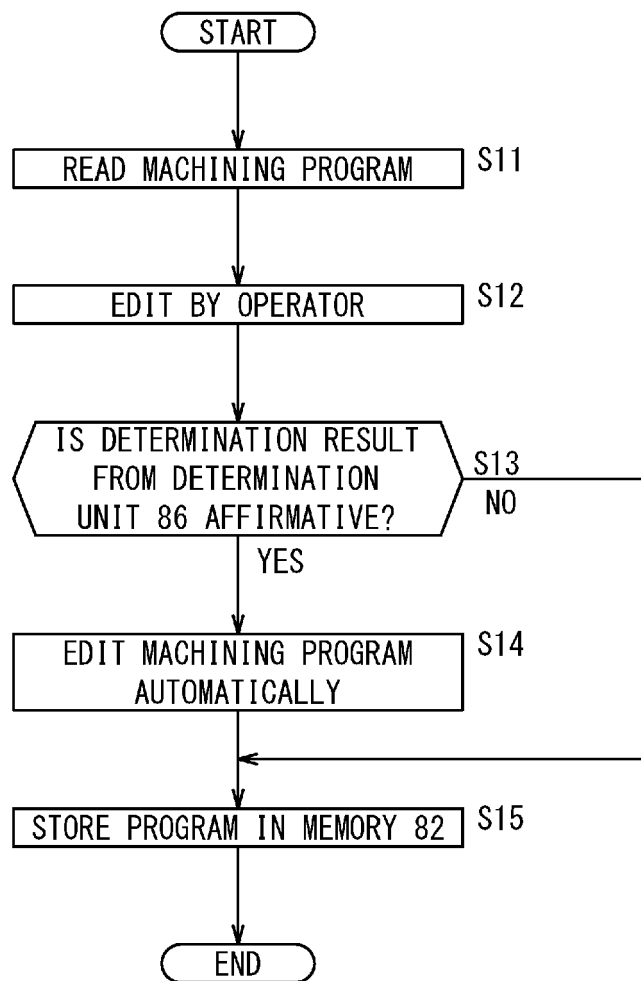 START
READ MACHINING PROGRAM
S11
EDIT BY OPERATOR
S12
IS DETERMINATION RESULT
FROM DETERMINATION
UNIT 86 AFFIRMATIVE?
S13
NO
YES
EDIT MACHINING PROGRAM
AUTOMATICALLY
S14
STORE PROGRAM IN MEMORY 82
S15
END